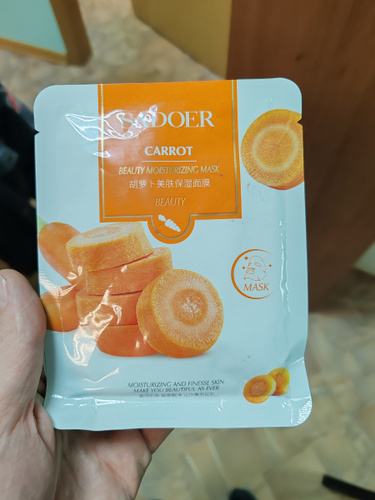 DOER
CARROT
BEAUTY MOISTURIZING MASK
胡萝卜美肤保湿面膜
BEAUTY
MASK
MOISTURIZING AND FINESSE SKIN
MAKE YOU BEAUTIFUL AS EVER